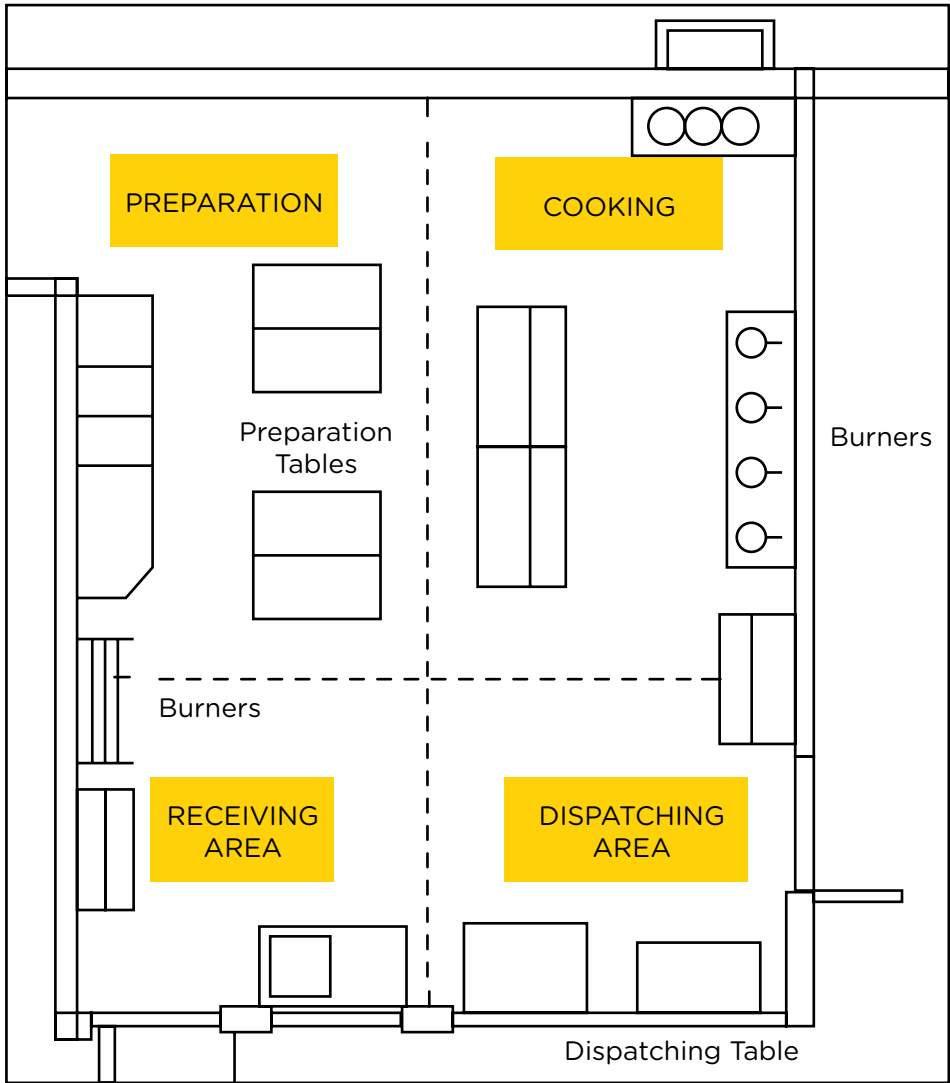 PREPARATION
COOKING
Preparation
Tables
Burners
Burners
RECEIVING
AREA
DISPATCHING
AREA
Dispatching Table